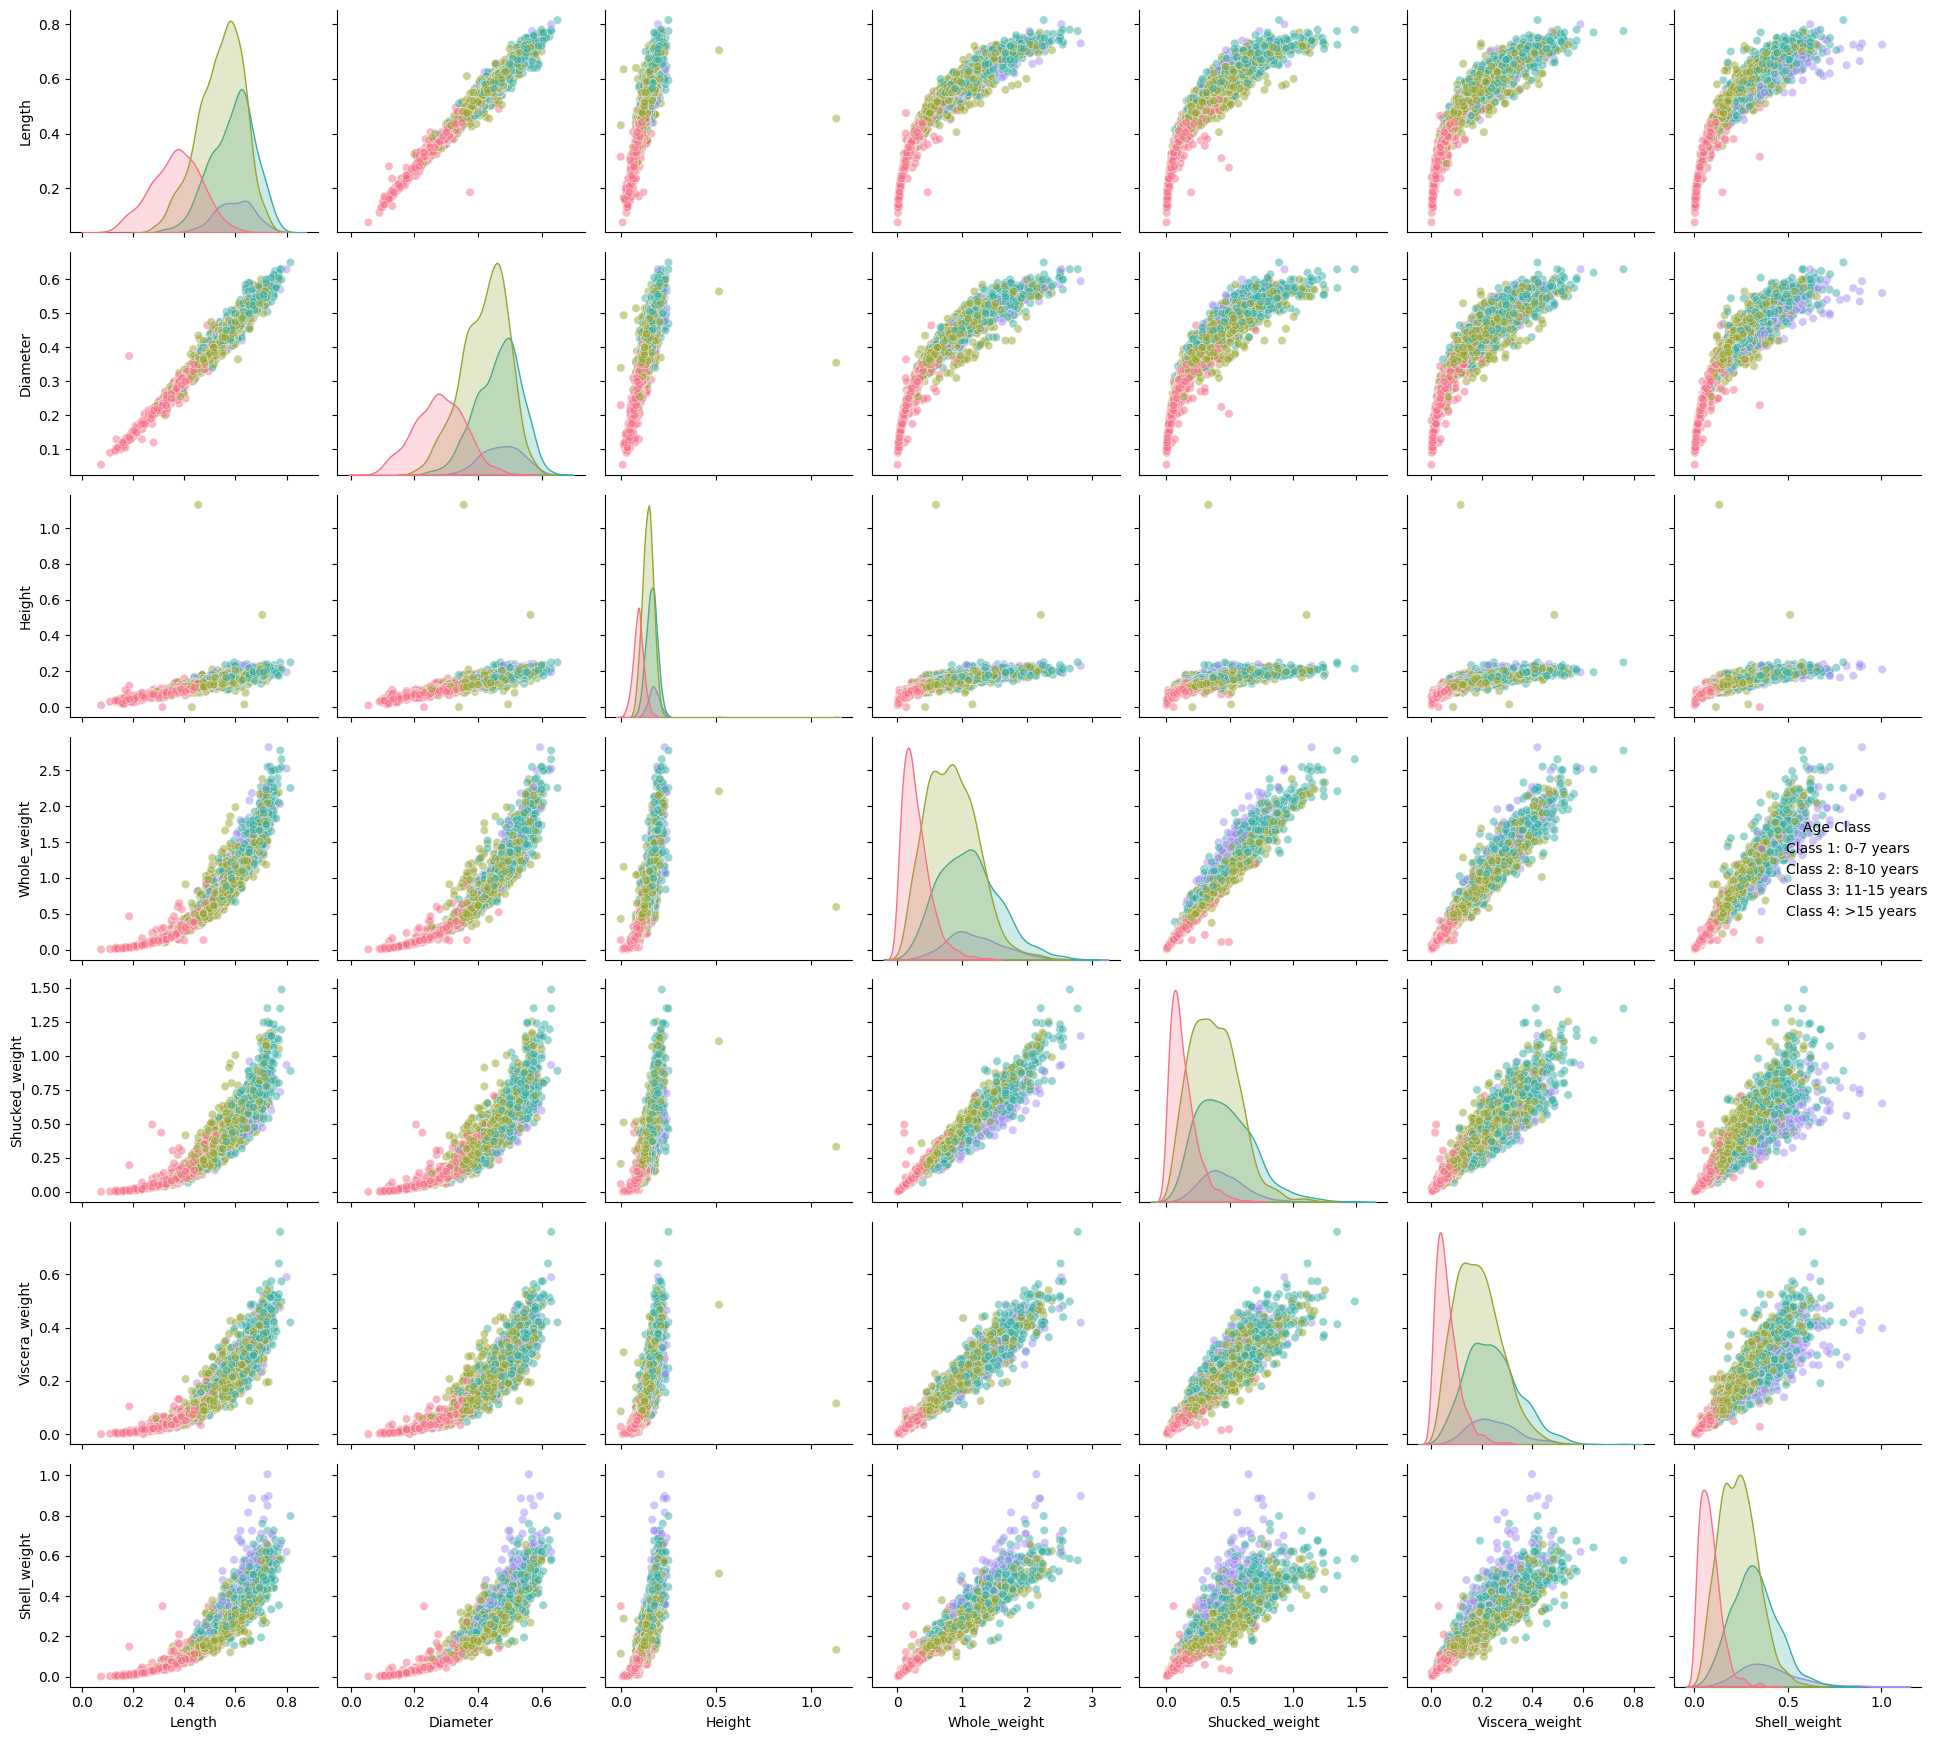 0.8
0.6
0.4
0.2
Length
0.6
0.5
0.4
0.3
0.2
0.1
Diameter
1.0
0.8
0.6
0.4
0.2
0.0
Height
2.5
2.0
1.5
1.0
0.5
0.0
Whole_weight
Age Class
Class 1: 0-7 years
Class 2: 8-10 years
Class 3: 11-15 years
Class 4: >15 years
1.50
1.25
1.00
0.75
0.50
0.25
0.00
Shucked_weight
0.6
0.4
0.2
0.0
Viscera_weight
1.0
0.8
0.6
0.4
0.2
0.0
Shell_weight
0.0 0.2 0.4 0.6 0.8
0.0 0.2 0.4 0.6
0.0 0.5 1.0
0 1 2 3
0.0 0.5 1.0 1.5
0.0 0.2 0.4 0.6 0.8
0.0 0.5 1.0
Length
Diameter
Height
Whole_weight
Shucked_weight
Viscera_weight
Shell_weight